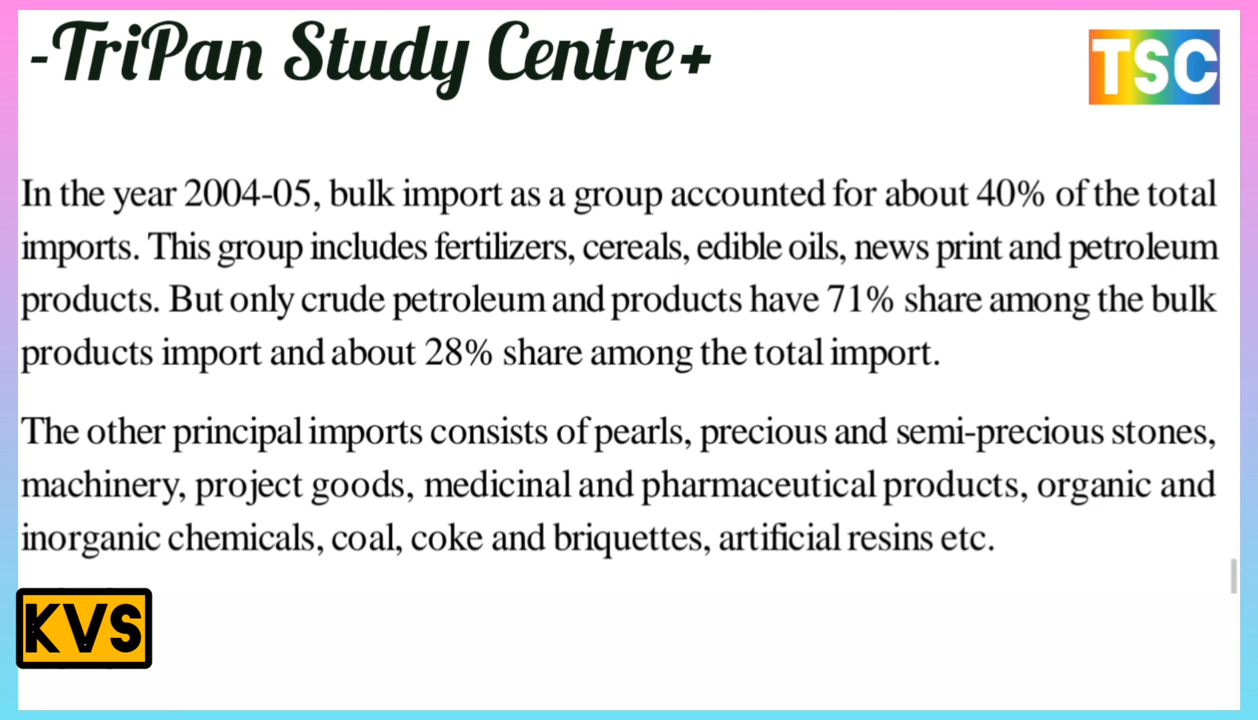 -TriPan Study Centre+
TSC
In the year 2004-05, bulk import as a group accounted for about 40% of the total
imports. This group includes fertilizers, cereals, edible oils, news print and petroleum
products. But only crude petroleum and products have 71% share among the bulk
products import and about 28% share among the total import.
The other principal imports consists of pearls, precious and semi-precious stones,
machinery, project goods, medicinal and pharmaceutical products, organic and
inorganic chemicals, coal, coke and briquettes, artificial resins etc.
KVS